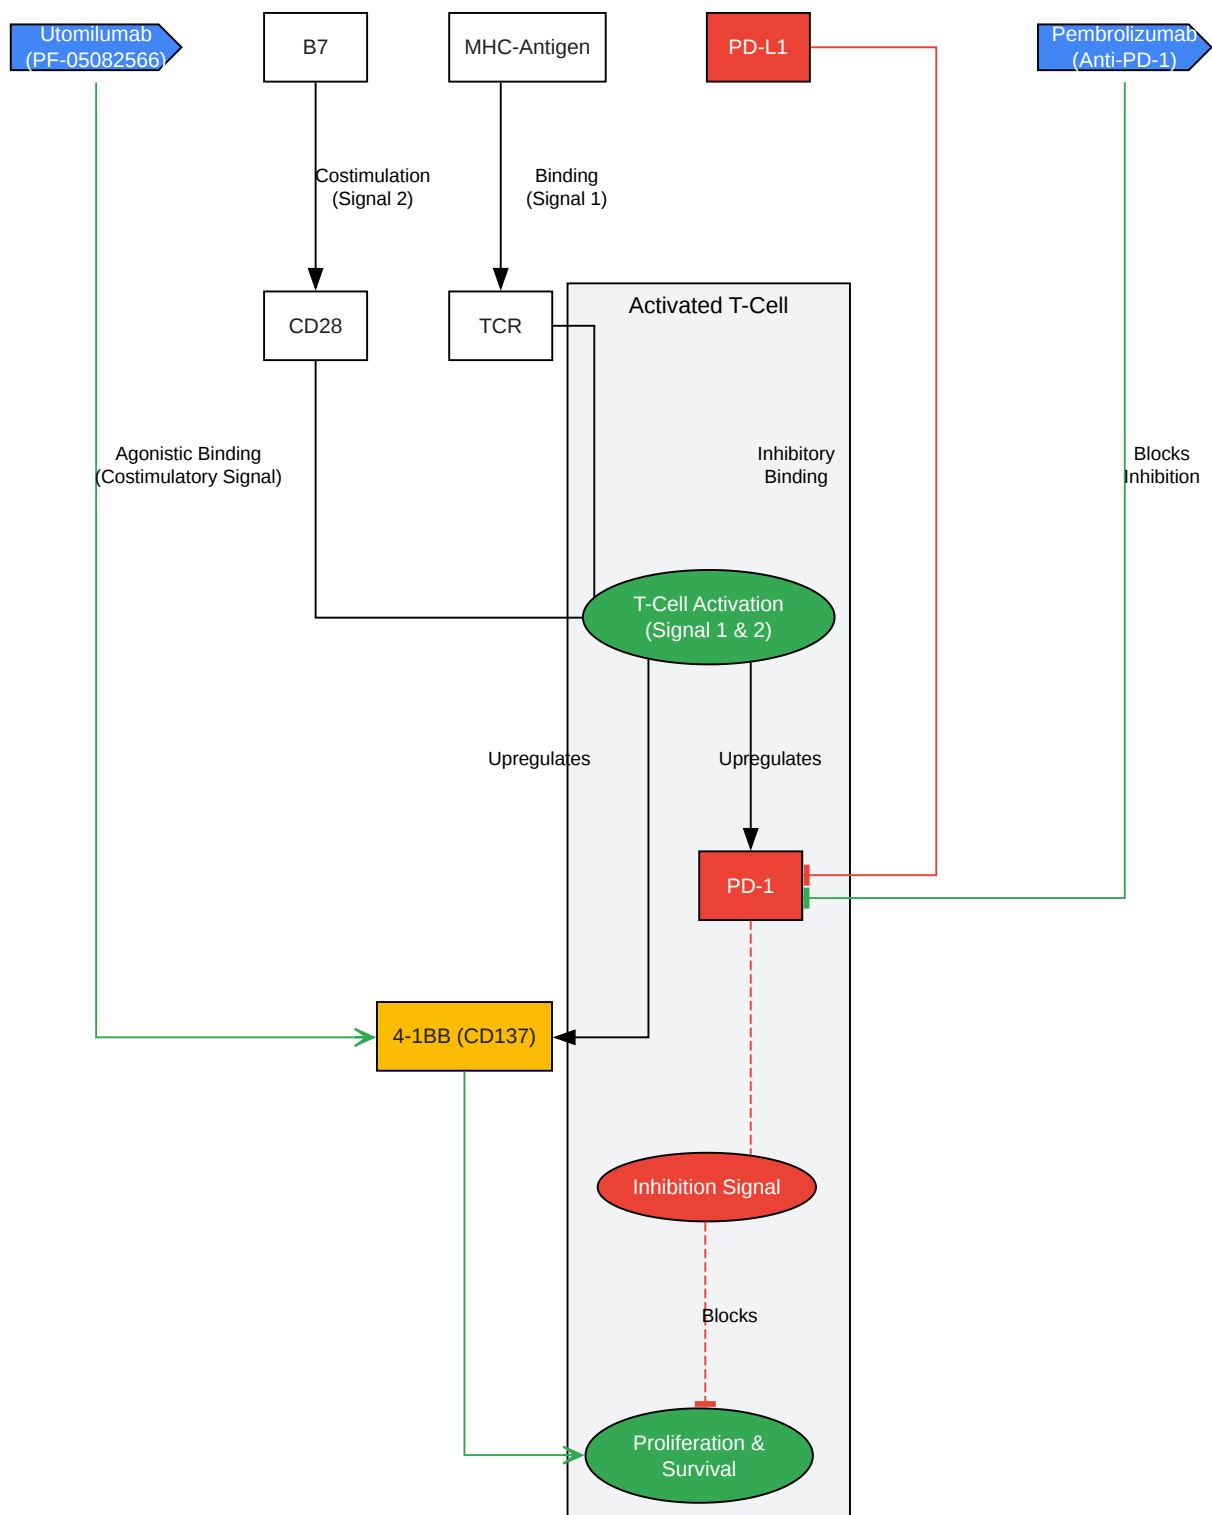 Utomilumab
(PF-05082566)
B7
MHC-Antigen
PD-L1
Pembrolizumab
(Anti-PD-1)
Costimulation
(Signal 2)
Binding
(Signal 1)
Activated T-Cell
CD28
TCR
Agonistic Binding
(Costimulatory Signal)
Inhibitory
Binding
Blocks
Inhibition
T-Cell Activation
(Signal 1 & 2)
Upregulates
Upregulates
PD-1
4-1BB (CD137)
Inhibition Signal
Blocks
Proliferation &
Survival